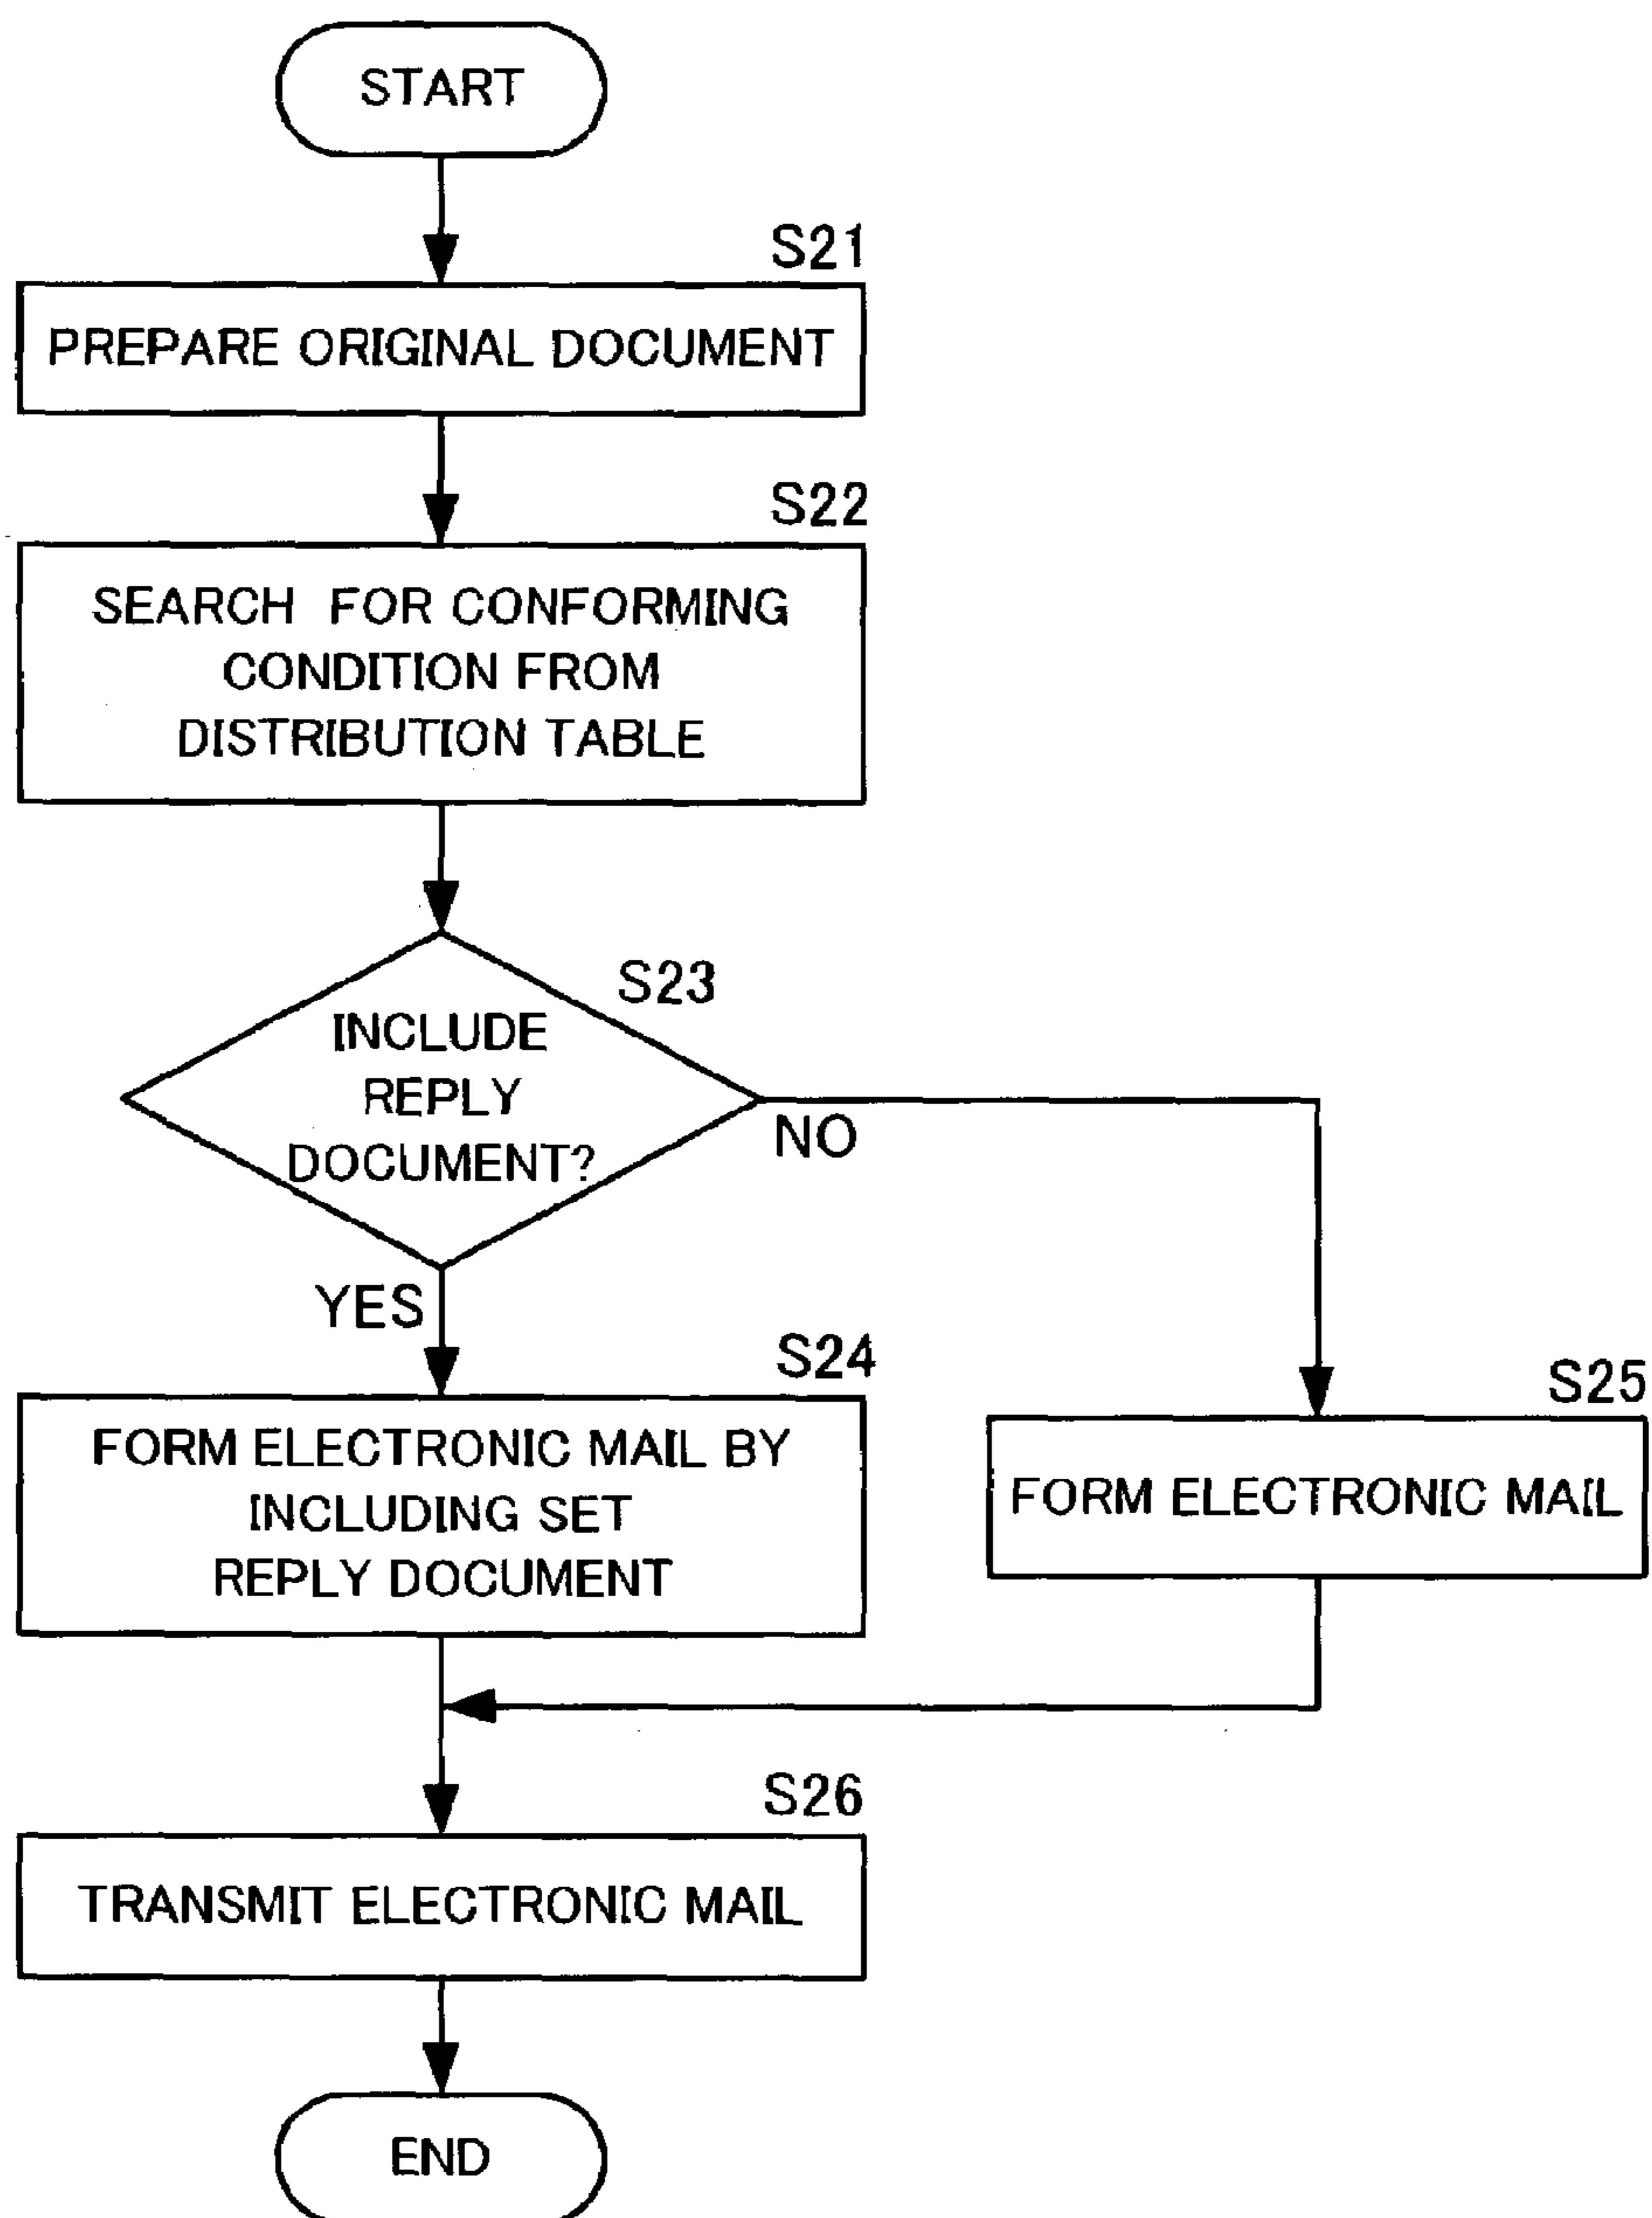 START
S21
PREPARE ORIGINAL DOCUMENT
S22
SEARCH FOR CONFORMING
CONDITION FROM
DISTRIBUTION TABLE
S23
INCLUDE
REPLY
DOCUMENT?
NO
YES
S24
FORM ELECTRONIC MAIL BY
INCLUDING SET
REPLY DOCUMENT
S25
FORM ELECTRONIC MAIL
S26
TRANSMIT ELECTRONIC MAIL
END